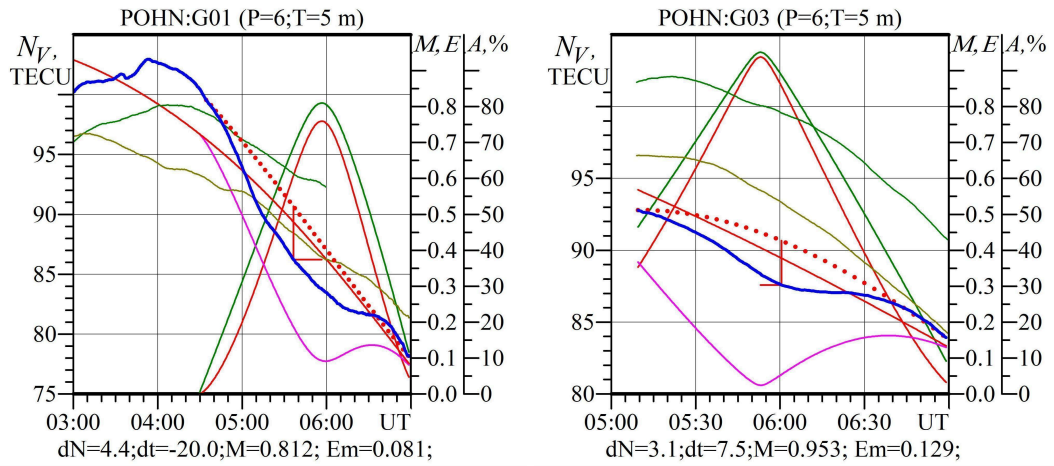 POHN:G01 (P=6;T=5 m)
N_V, TECU
M, E A,%
95
90
85
80
75
0.8 80
0.7 70
0.6 60
0.5 50
0.4 40
0.3 30
0.2 20
0.1 10
0.0 0
03:00 04:00 05:00 06:00 UT
dN=4.4;dt=-20.0;M=0.812; Em=0.081;
POHN:G03 (P=6;T=5 m)
N_V, TECU
M, E A,%
95
90
85
80
0.8 80
0.7 70
0.6 60
0.5 50
0.4 40
0.3 30
0.2 20
0.1 10
0.0 0
05:00 05:30 06:00 06:30 UT
dN=3.1;dt=7.5;M=0.953; Em=0.129;